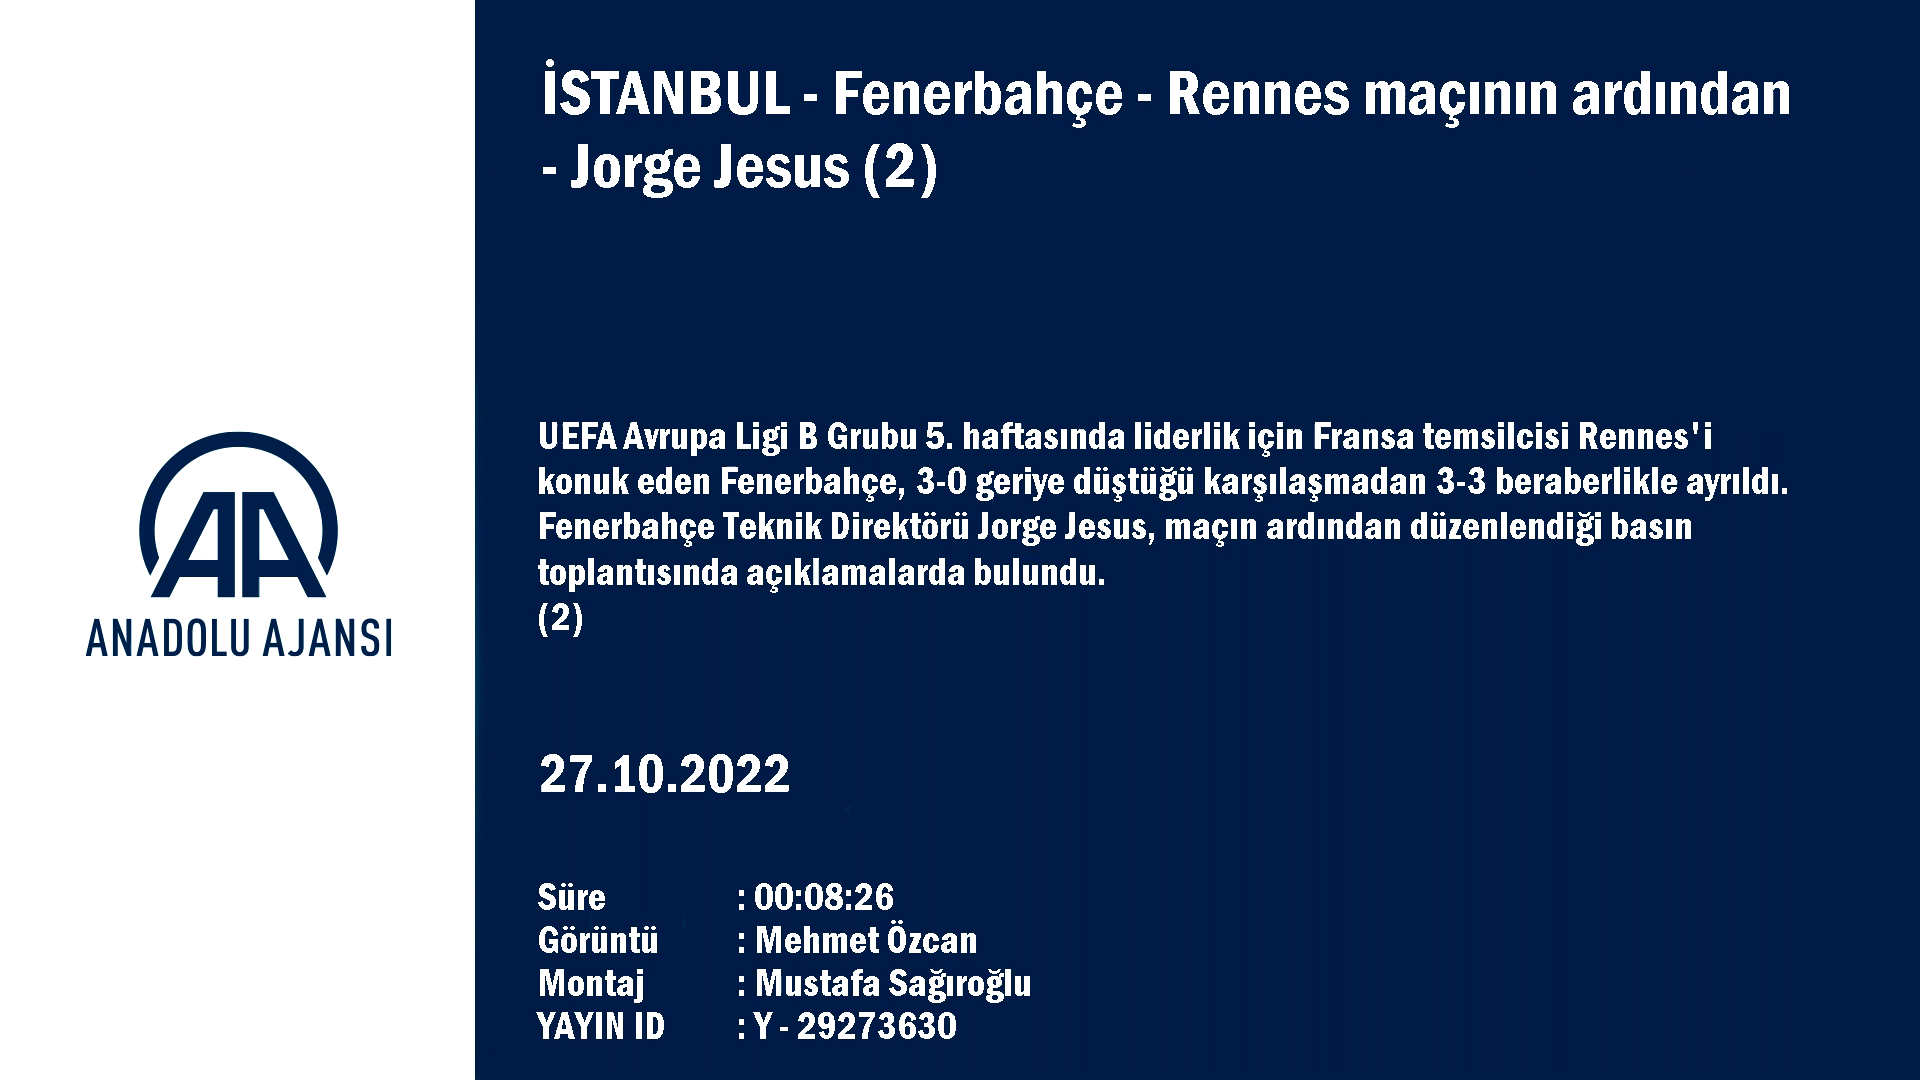 İSTANBUL - Fenerbahçe - Rennes maçının ardından
- Jorge Jesus (2)
UEFA Avrupa Ligi B Grubu 5. haftasında liderlik için Fransa temsilcisi Rennes'i
konuk eden Fenerbahçe, 3-0 geriye düştüğü karşılaşmadan 3-3 beraberlikle ayrıldı.
Fenerbahçe Teknik Direktörü Jorge Jesus, maçın ardından düzenlendiği basın
toplantısında açıklamalarda bulundu.
(2)
AA
ANADOLU AJANSI
27.10.2022
Süre : 00:08:26
Görüntü : Mehmet Özcan
Montaj : Mustafa Sağıroğlu
YAYIN ID : Y - 29273630